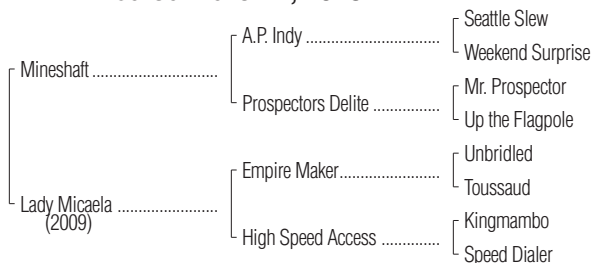 Seattle Slew
A.P. Indy ................................
Weekend Surprise
Mineshaft ..............................
Mr. Prospector
Prospectors Delite ................
Up the Flagpole
Unbridled
Empire Maker........................
Toussaud
Lady Micaela ........................
(2009)
Kingmambo
High Speed Access ..............
Speed Dialer